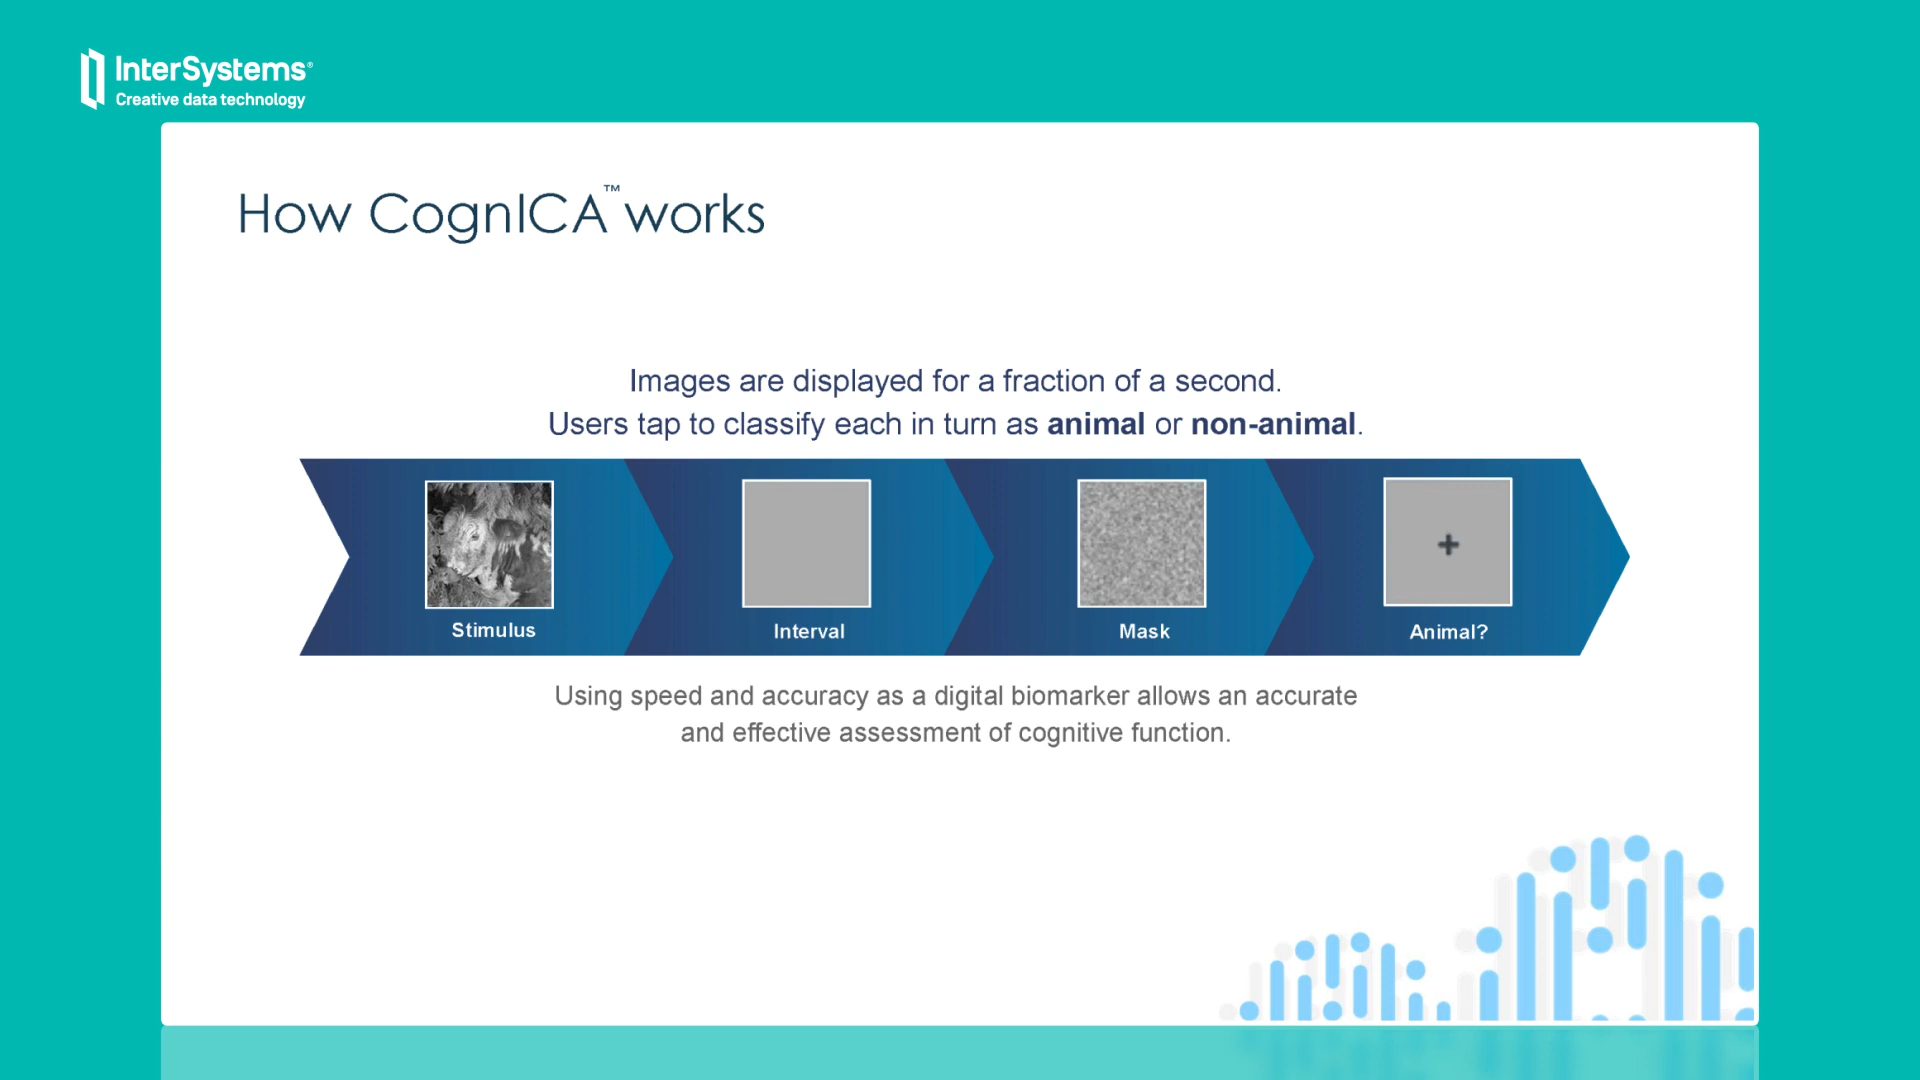 InterSystems®
Creative data technology
How CognICA™ works
Images are displayed for a fraction of a second.
Users tap to classify each in turn as animal or non-animal.
Stimulus
Interval
Mask
Animal?
Using speed and accuracy as a digital biomarker allows an accurate
and effective assessment of cognitive function.